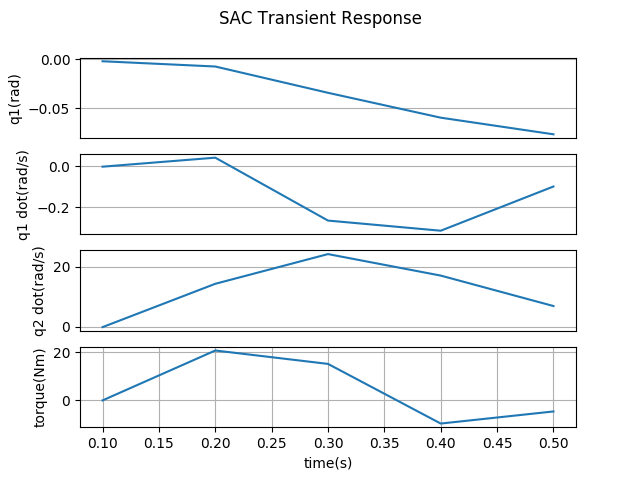 SAC Transient Response
q1(rad)
0.00
−0.05
q1 dot(rad/s)
0.0
−0.2
q2 dot(rad/s)
20
0
torque(Nm)
20
0
0.10 0.15 0.20 0.25 0.30 0.35 0.40 0.45 0.50
time(s)